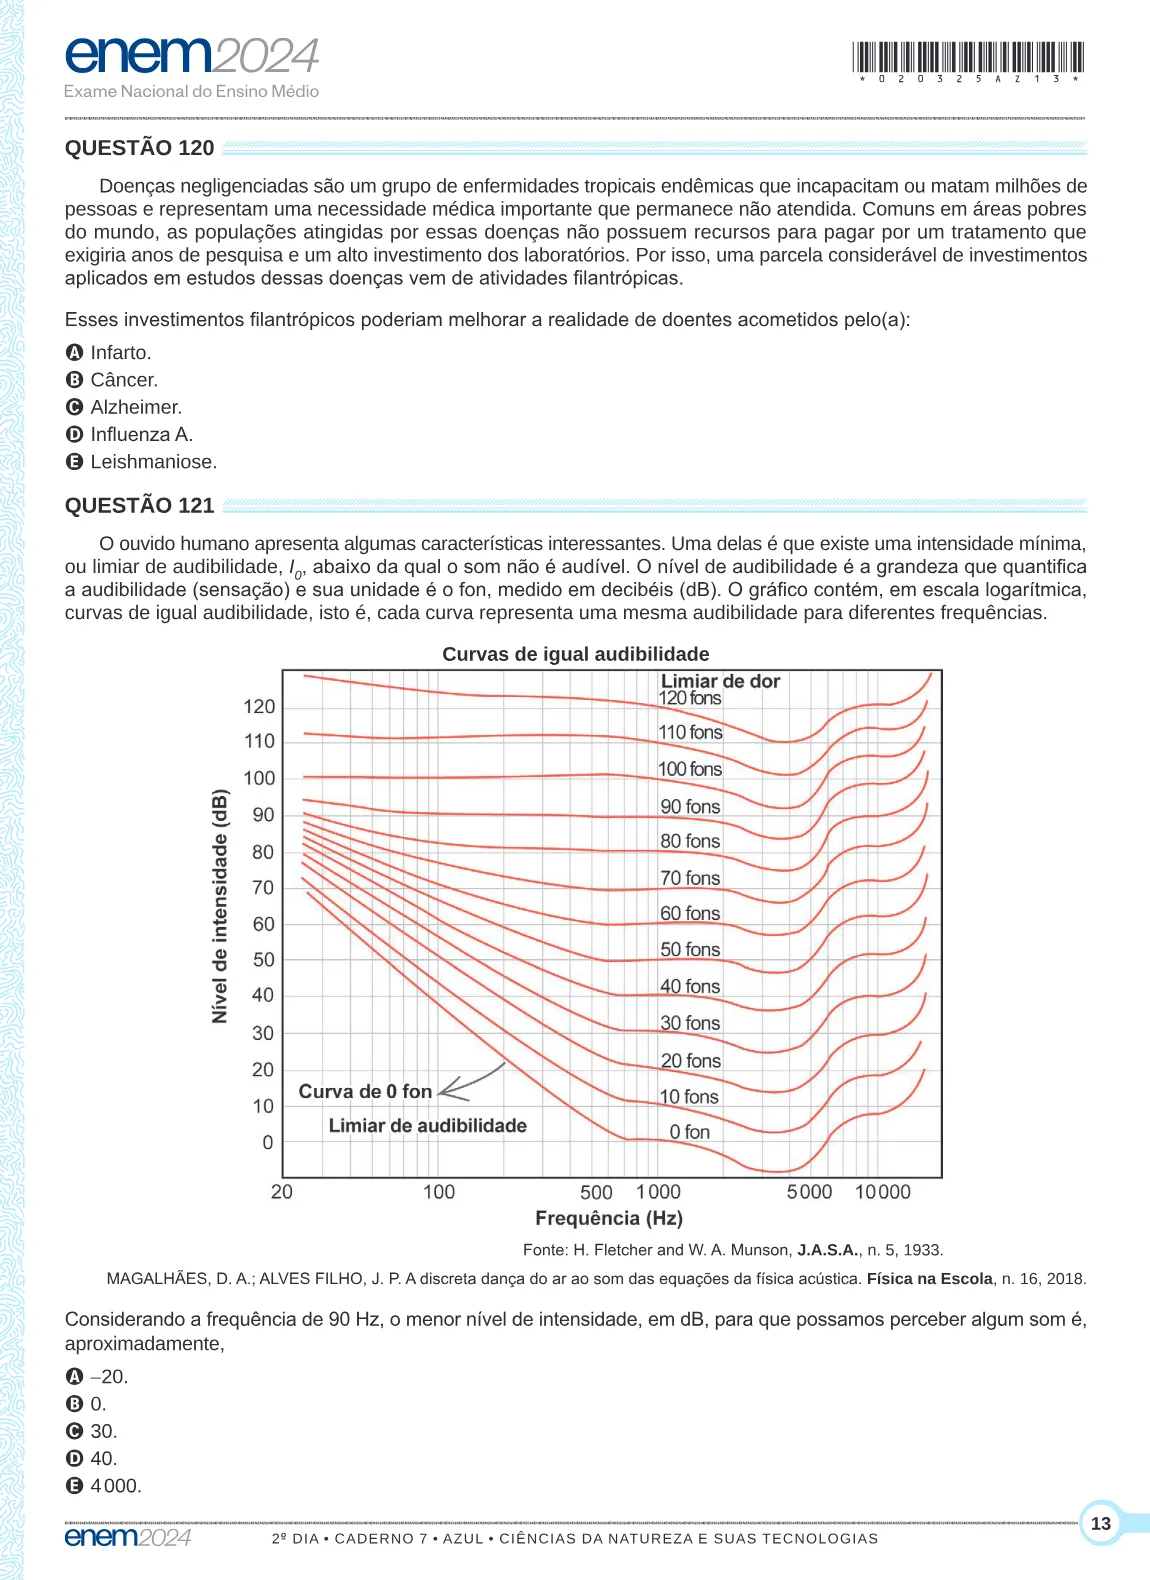 enem2024
Exame Nacional do Ensino Médio
*020325AZ13*
QUESTÃO 120
Doenças negligenciadas são um grupo de enfermidades tropicais endêmicas que incapacitam ou matam milhões de
pessoas e representam uma necessidade médica importante que permanece não atendida. Comuns em áreas pobres
do mundo, as populações atingidas por essas doenças não possuem recursos para pagar por um tratamento que
exigiria anos de pesquisa e um alto investimento dos laboratórios. Por isso, uma parcela considerável de investimentos
aplicados em estudos dessas doenças vem de atividades filantrópicas.
Esses investimentos filantrópicos poderiam melhorar a realidade de doentes acometidos pelo(a):
A Infarto.
B Câncer.
C Alzheimer.
D Influenza A.
E Leishmaniose.
QUESTÃO 121
O ouvido humano apresenta algumas características interessantes. Uma delas é que existe uma intensidade mínima,
ou limiar de audibilidade, I0, abaixo da qual o som não é audível. O nível de audibilidade é a grandeza que quantifica
a audibilidade (sensação) e sua unidade é o fon, medido em decibéis (dB). O gráfico contém, em escala logarítmica,
curvas de igual audibilidade, isto é, cada curva representa uma mesma audibilidade para diferentes frequências.
Curvas de igual audibilidade
Limiar de dor
120 fons
110 fons
100 fons
90 fons
80 fons
70 fons
60 fons
50 fons
40 fons
30 fons
20 fons
10 fons
0 fon
Curva de 0 fon
Limiar de audibilidade
Nível de intensidade (dB)
120
110
100
90
80
70
60
50
40
30
20
10
0
20 100 500 1000 5000 10000
Frequência (Hz)
Fonte: H. Fletcher and W. A. Munson, J.A.S.A., n. 5, 1933.
MAGALHÃES, D. A.; ALVES FILHO, J. P. A discreta dança do ar ao som das equações da física acústica. Física na Escola, n. 16, 2018.
Considerando a frequência de 90 Hz, o menor nível de intensidade, em dB, para que possamos perceber algum som é,
aproximadamente,
A –20.
B 0.
C 30.
D 40.
E 4 000.
enem2024
2º DIA • CADERNO 7 • AZUL • CIÊNCIAS DA NATUREZA E SUAS TECNOLOGIAS
13